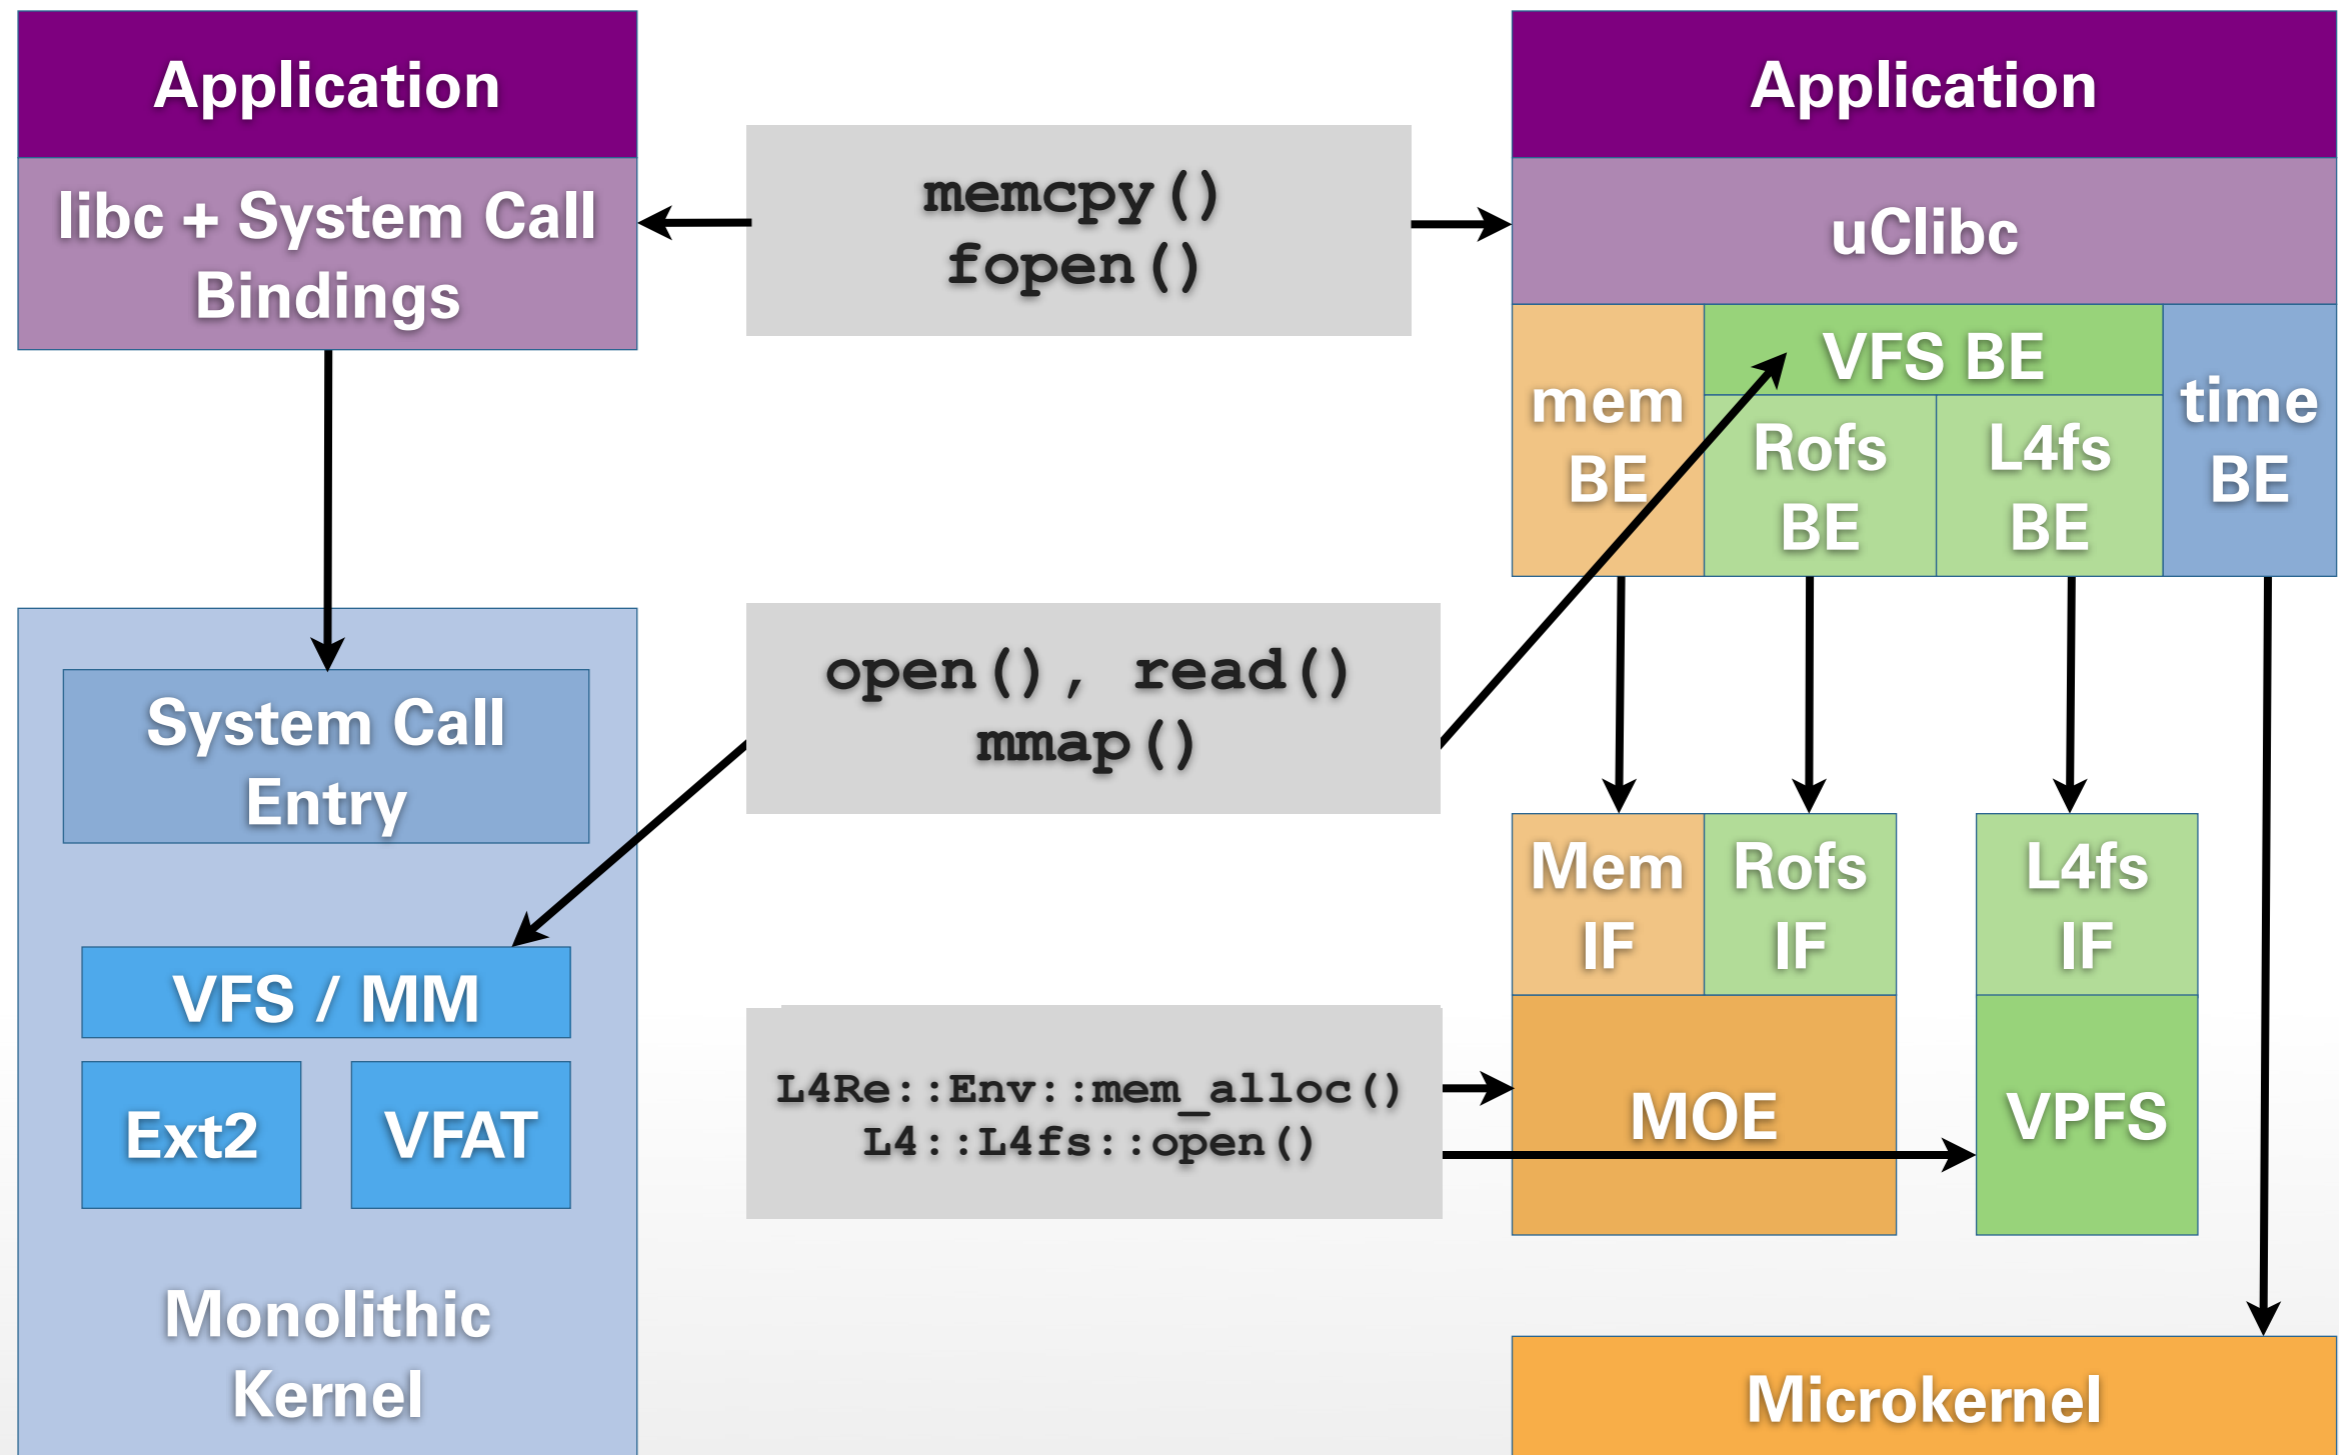 Application
libc + System Call
Bindings
System Call
Entry
VFS / MM
Ext2
VFAT
Monolithic
Kernel
memcpy()
fopen()
open(), read()
mmap()
L4Re::Env::mem_alloc()
L4::L4fs::open()
Application
uClibc
mem
BE
VFS BE
Rofs
BE
L4fs
BE
time
BE
Mem
IF
Rofs
IF
L4fs
IF
MOE
VPFS
Microkernel